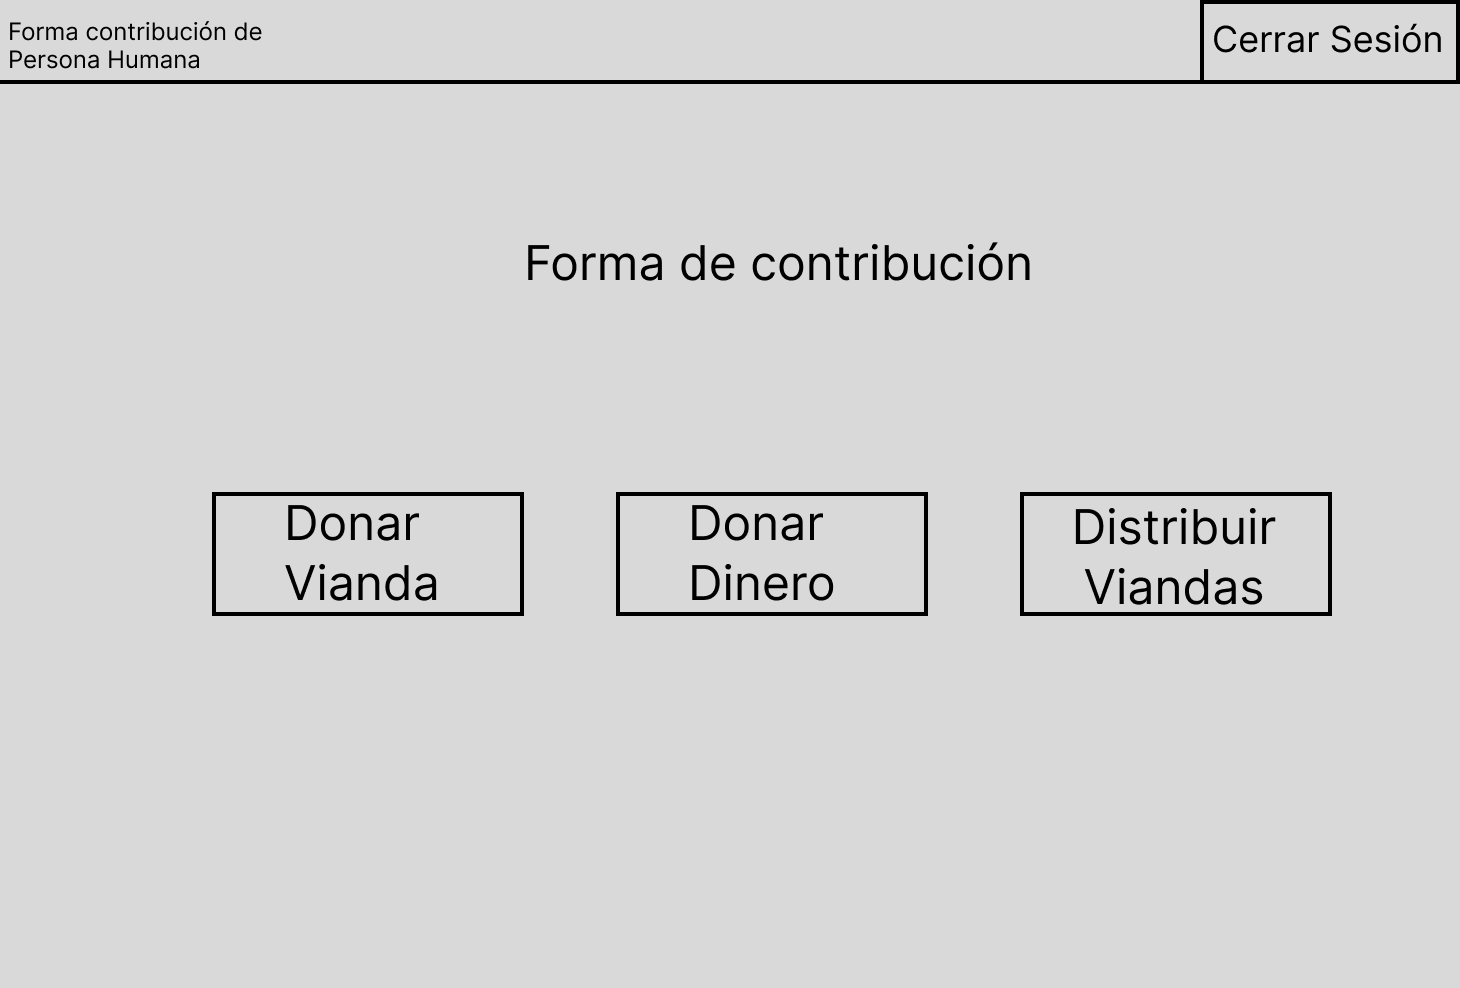 Forma contribución de
Persona Humana
Cerrar Sesión
Forma de contribución
Donar
Vianda
Donar
Dinero
Distribuir
Viandas